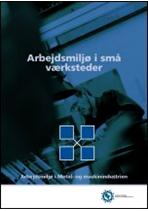 Arbejdsmiljø i små
værksteder
Arbejdsmiljø i Metal- og maskinindustrien